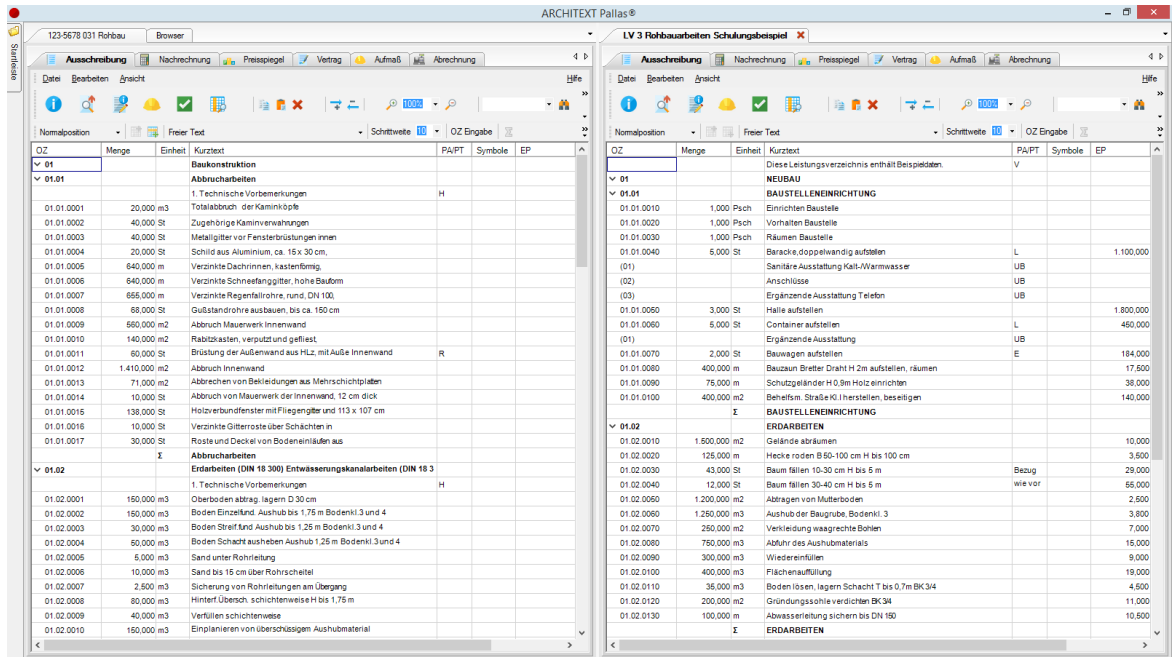 ARCHITEXT Pallas®
Startleiste
123-5678 031 Rohbau Browser
Ausschreibung Nachrechnung Preisspiegel Vertrag Aufmaß Abrechnung
Datei Bearbeiten Ansicht Hilfe
100%
Normalposition Freier Text Schrittweite 10 OZ Eingabe
OZ Menge Einheit Kurztext PA/PT Symbole EP
01 Baukonstruktion
01.01 Abbrucharbeiten
1. Technische Vorbemerkungen H
01.01.0001 20,000 m3 Totalabbruch der Kaminköpfe
01.01.0002 40,000 St Zugehörige Kaminverwahrungen
01.01.0003 40,000 St Metallgitter vor Fensterbrüstungen innen
01.01.0004 20,000 St Schild aus Aluminium, ca. 15 x 30 cm,
01.01.0005 640,000 m Verzinkte Dachrinnen, kastenförmig,
01.01.0006 640,000 m Verzinkte Schneefanggitter, hohe Bauform
01.01.0007 655,000 m Verzinkte Regenfallrohre, rund, DN 100,
01.01.0008 68,000 St Gußstandrohre ausbauen, bis ca. 150 cm
01.01.0009 560,000 m2 Abbruch Mauerwerk Innenwand
01.01.0010 140,000 m2 Rabitzkasten, verputzt und gefliest,
01.01.0011 60,000 St Brüstung der Außenwand aus HLz, mit Auße Innenwand R
01.01.0012 1.410,000 m2 Abbruch Innenwand
01.01.0013 71,000 m2 Abbrechen von Bekleidungen aus Mehrschichtplatten
01.01.0014 10,000 St Abbruch von Mauerwerk der Innenwand, 12 cm dick
01.01.0015 138,000 St Holzverbundfenster mit Fliegengitter und 113 x 107 cm
01.01.0016 10,000 St Verzinkte Gitterroste über Schächten in
01.01.0017 30,000 St Roste und Deckel von Bodeneinläufen aus
Σ Abbrucharbeiten
01.02 Erdarbeiten (DIN 18 300) Entwässerungskanalarbeiten (DIN 18 3
1. Technische Vorbemerkungen H
01.02.0001 150,000 m3 Oberboden abtrag. lagern D 30 cm
01.02.0002 150,000 m3 Boden Einzelfund. Aushub bis 1,75 m Bodenkl.3 und 4
01.02.0003 30,000 m3 Boden Streif.fund Aushub bis 1,25 m Bodenkl.3 und 4
01.02.0004 50,000 m3 Boden Schacht ausheben Aushub 1,25 m Bodenkl.3 und 4
01.02.0005 5,000 m3 Sand unter Rohrleitung
01.02.0006 10,000 m3 Sand bis 15 cm über Rohrscheitel
01.02.0007 2,500 m3 Sicherung von Rohrleitungen am Übergang
01.02.0008 80,000 m3 Hinterf.Übersch. schichtenweise H bis 1,75 m
01.02.0009 40,000 m3 Verfüllen schichtenweise
01.02.0010 150,000 m3 Einplanieren von überschüssigem Aushubmaterial
LV 3 Rohbauarbeiten Schulungsbeispiel
Ausschreibung Nachrechnung Preisspiegel Vertrag Aufmaß Abrechnung
Datei Bearbeiten Ansicht Hilfe
100%
Normalposition Freier Text Schrittweite 10 OZ Eingabe
OZ Menge Einheit Kurztext PA/PT Symbole EP
Diese Leistungsverzeichnis enthält Beispieldaten. V
01 NEUBAU
01.01 BAUSTELLENEINRICHTUNG
01.01.0010 1,000 Psch Einrichten Baustelle
01.01.0020 1,000 Psch Vorhalten Baustelle
01.01.0030 1,000 Psch Räumen Baustelle
01.01.0040 5,000 St Baracke,doppelwandig aufstellen L 1.100,000
(01) Sanitäre Ausstattung Kalt-/Warmwasser UB
(02) Anschlüsse UB
(03) Ergänzende Ausstattung Telefon UB
01.01.0050 3,000 St Halle aufstellen 1.800,000
01.01.0060 5,000 St Container aufstellen L 450,000
(01) Ergänzende Ausstattung UB
01.01.0070 2,000 St Bauwagen aufstellen E 184,000
01.01.0080 400,000 m Bauzaun Bretter Draht H 2m aufstellen, räumen 17,500
01.01.0090 75,000 m Schutzgeländer H 0,9m Holz einrichten 38,000
01.01.0100 400,000 m2 Behelfsm. Straße Kl.I herstellen, beseitigen 140,000
Σ BAUSTELLENEINRICHTUNG
01.02 ERDARBEITEN
01.02.0010 1.500,000 m2 Gelände abräumen 10,000
01.02.0020 125,000 m Hecke roden B 50-100 cm H bis 100 cm 3,500
01.02.0030 43,000 St Baum fällen 10-30 cm H bis 5 m Bezug 29,000
01.02.0040 12,000 St Baum fällen 30-40 cm H bis 5 m wie vor 55,000
01.02.0050 1.200,000 m2 Abtragen von Mutterboden 2,500
01.02.0060 1.250,000 m3 Aushub der Baugrube, Bodenkl. 3 3,800
01.02.0070 250,000 m2 Verkleidung waagrechte Bohlen 7,000
01.02.0080 750,000 m3 Abfuhr des Aushubmaterials 15,000
01.02.0090 300,000 m3 Wiedereinfüllen 9,000
01.02.0100 400,000 m3 Flächenauffüllung 19,000
01.02.0110 35,000 m3 Boden lösen, lagern Schacht T bis 0,7m BK 3/4 4,500
01.02.0120 200,000 m2 Gründungssohle verdichten BK 3/4 11,000
01.02.0130 100,000 m Abwasserleitung sichern bis DN 150 10,500
Σ ERDARBEITEN